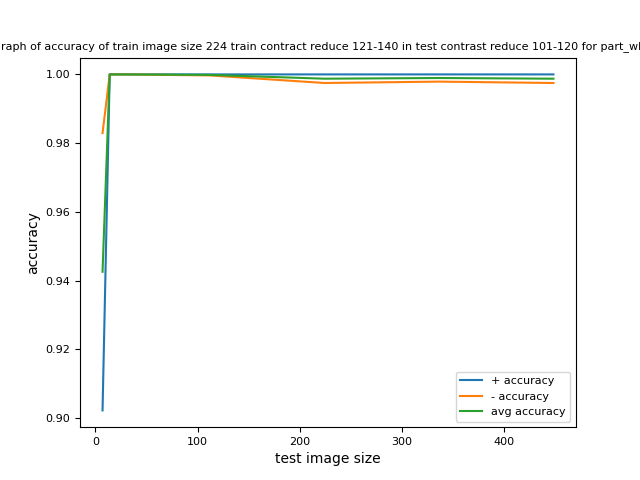 raph of accuracy of train image size 224 train contract reduce 121-140 in test contrast reduce 101-120 for
1.00
0.98
0.96
0.94
0.92
0.90
accuracy
0
100
200
300
400
test image size
+ accuracy
- accuracy
avg accuracy